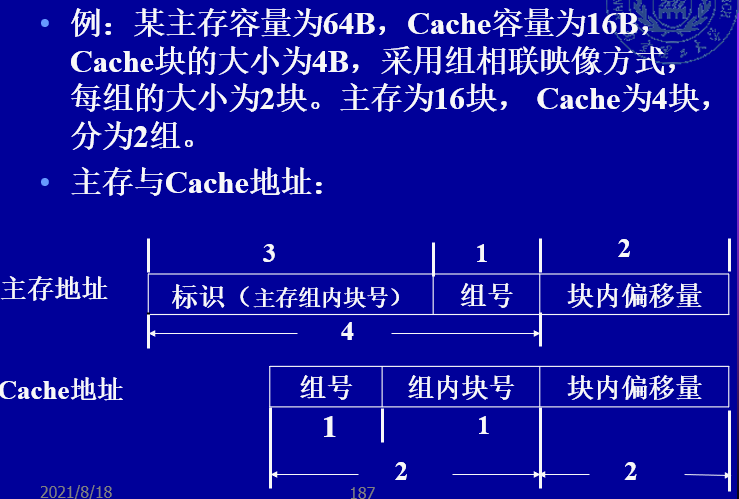 • 例：某主存容量为64B，Cache容量为16B，
Cache块的大小为4B，采用组相联映像方式，
每组的大小为2块。主存为16块， Cache为4块，
分为2组。
• 主存与Cache地址：
3 1 2
主存地址 标识（主存组内块号） 组号 块内偏移量
4
Cache地址 组号 组内块号 块内偏移量
1 1
2 2
2021/8/18 187